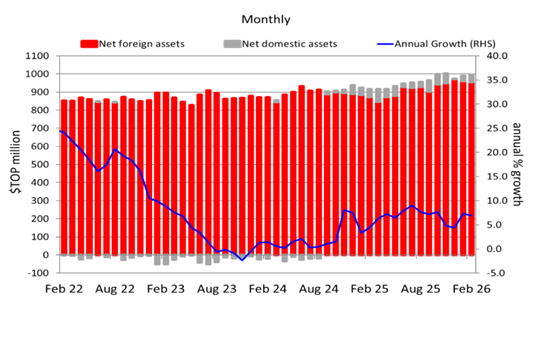 Monthly
Net foreign assets Net domestic assets Annual Growth (RHS)
1100 40.0
1000 35.0
900 30.0
800
700 25.0
600 20.0
500 15.0
400
300 10.0
200 5.0
100 0.0
0
-100 -5.0
$TOP million
annual % growth
Feb 22 Aug 22 Feb 23 Aug 23 Feb 24 Aug 24 Feb 25 Aug 25 Feb 26